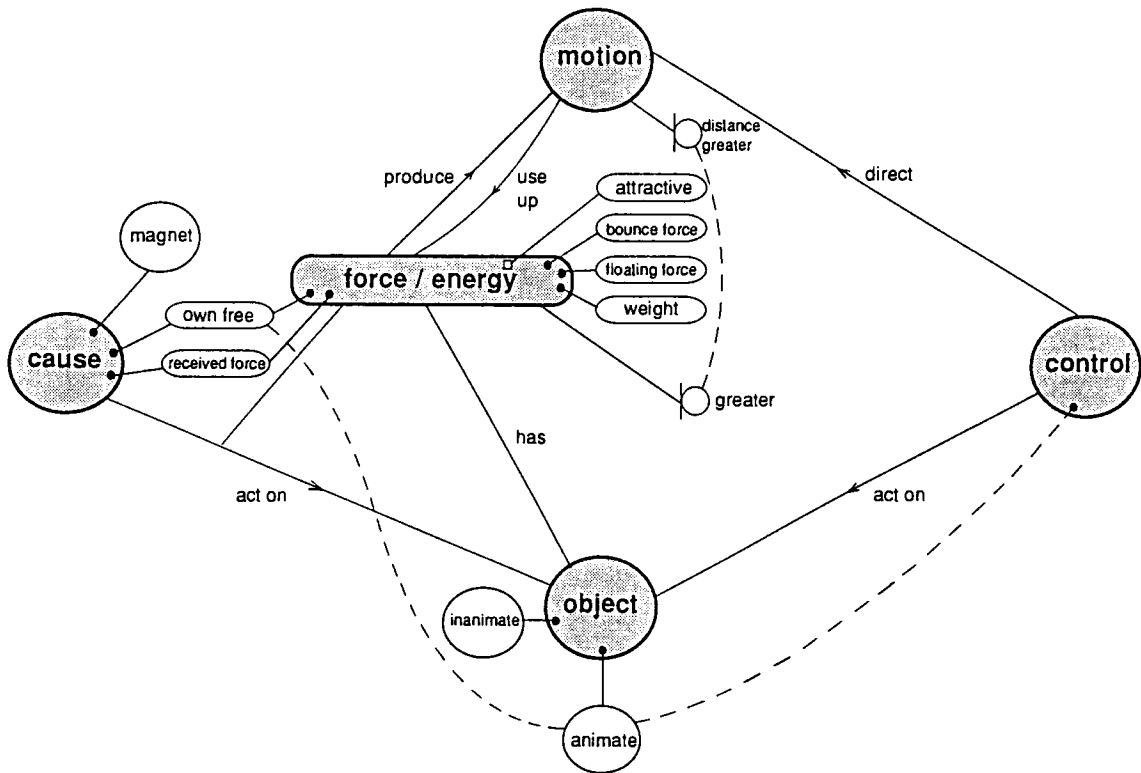 motion
distance
greater
produce
use
up
direct
attractive
magnet
bounce force
force / energy
floating force
own free
weight
cause
received force
control
greater
has
act on
act on
inanimate
object
animate